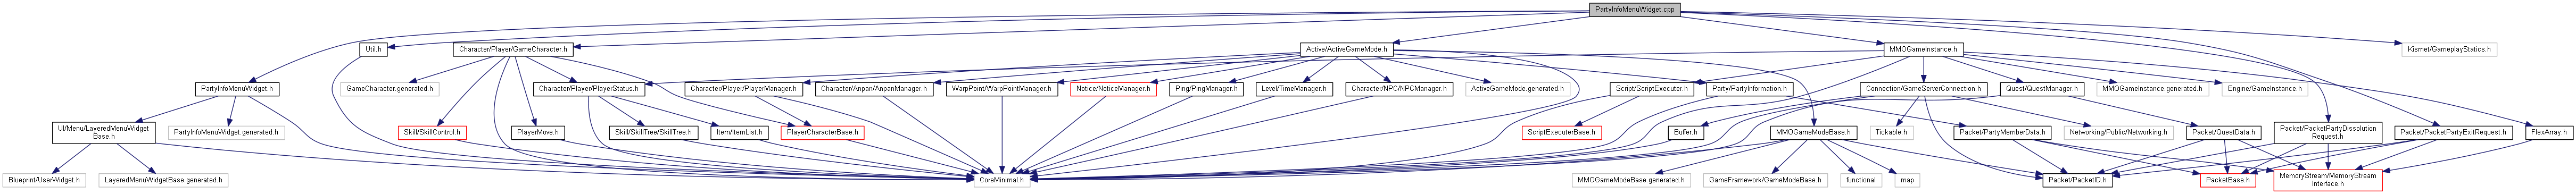 PartyInfoMenuWidget.cpp
Util.h
Character/Player/GameCharacter.h
Active/ActiveGameMode.h
MMOGameInstance.h
Kismet/GameplayStatics.h
PartyInfoMenuWidget.h
GameCharacter.generated.h
Character/Player/PlayerStatus.h
Character/Player/PlayerManager.h
Character/Anpan/AnpanManager.h
WarpPoint/WarpPointManager.h
Notice/NoticeManager.h
Ping/PingManager.h
Level/TimeManager.h
Character/NPC/NPCManager.h
ActiveGameMode.generated.h
Party/PartyInformation.h
Script/ScriptExecuter.h
Connection/GameServerConnection.h
Quest/QuestManager.h
MMOGameInstance.generated.h
Engine/GameInstance.h
UI/Menu/LayeredMenuWidget
Base.h
PartyInfoMenuWidget.generated.h
Skill/SkillControl.h
PlayerMove.h
Skill/SkillTree/SkillTree.h
Item/ItemList.h
PlayerCharacterBase.h
ScriptExecuterBase.h
Buffer.h
MMOGameModeBase.h
Tickable.h
Packet/PartyMemberData.h
Networking/Public/Networking.h
Packet/QuestData.h
Packet/PacketPartyDissolution
Request.h
Packet/PacketPartyExitRequest.h
FlexArray.h
Blueprint/UserWidget.h
LayeredMenuWidgetBase.generated.h
CoreMinimal.h
MMOGameModeBase.generated.h
GameFramework/GameModeBase.h
functional
map
Packet/PacketID.h
PacketBase.h
MemoryStream/MemoryStream
Interface.h